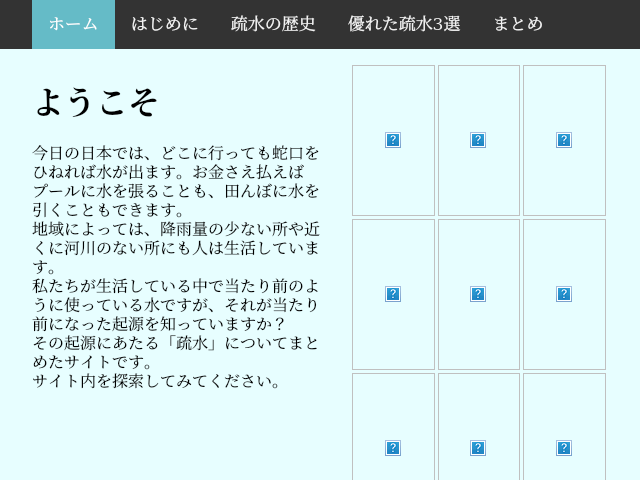 ホーム はじめに 疏水の歴史 優れた疏水3選 まとめ
ようこそ
今日の日本では、どこに行っても蛇口を
ひねれば水が出ます。お金さえ払えば
プールに水を張ることも、田んぼに水を
引くこともできます。
地域によっては、降雨量の少ない所や近
くに河川のない所にも人は生活していま
す。
私たちが生活している中で当たり前のよ
うに使っている水ですが、それが当たり
前になった起源を知っていますか？
その起源にあたる「疏水」についてまと
めたサイトです。
サイト内を探索してみてください。